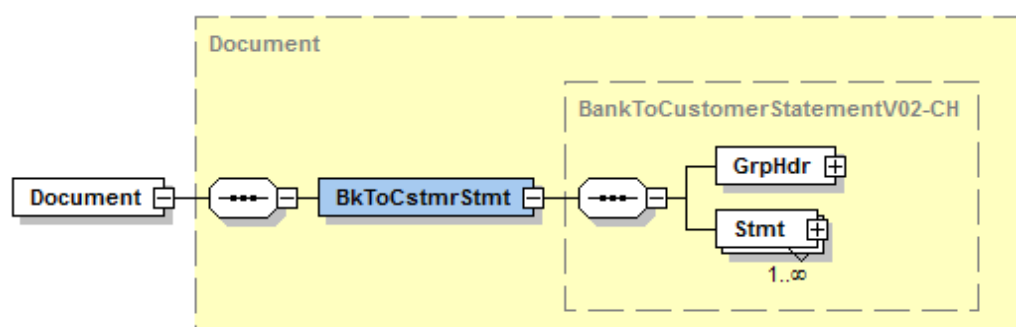 Document
BankToCustomerStatementV02-CH
GrpHdr
Document
BkToCstmrStmt
Stmt
1..∞